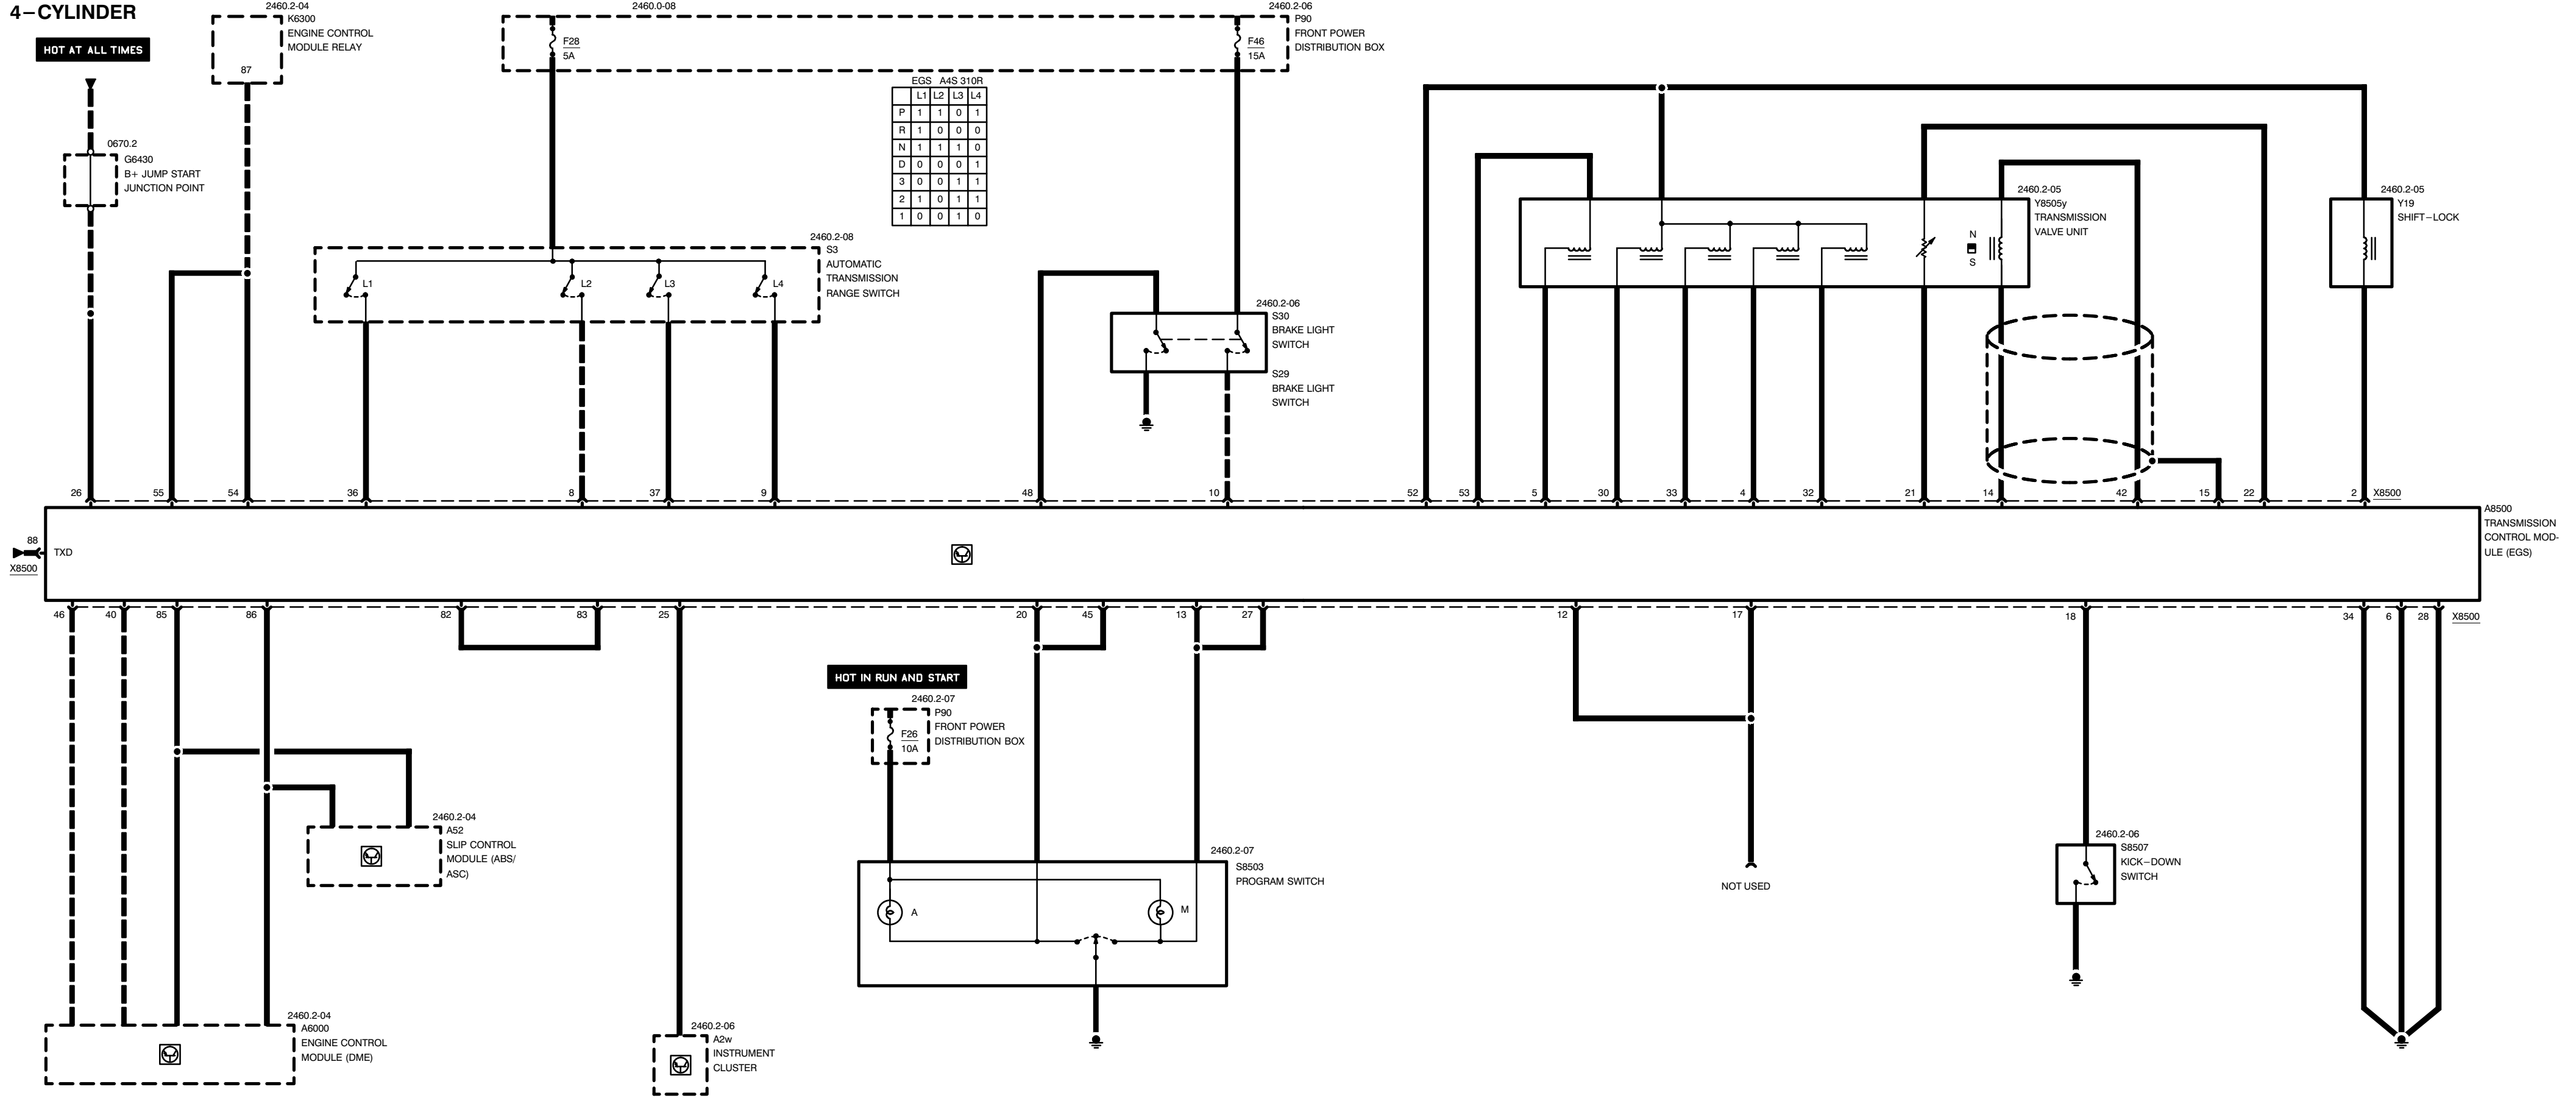 4–CYLINDER
HOT AT ALL TIMES
2460.2-04
K6300
ENGINE CONTROL
MODULE RELAY
87
2460.0-08
F28
5A
2460.2-06
P90
FRONT POWER
DISTRIBUTION BOX
F46
15A
EGS A4S 310R
L1 L2 L3 L4
P 1 1 0 1
R 1 0 0 0
N 1 1 1 0
D 0 0 0 1
3 0 0 1 1
2 1 0 1 1
1 0 0 1 0
0670.2
G6430
B+ JUMP START
JUNCTION POINT
2460.2-08
S3
AUTOMATIC
TRANSMISSION
RANGE SWITCH
L1 L2 L3 L4
2460.2-06
S30
BRAKE LIGHT
SWITCH
S29
BRAKE LIGHT
SWITCH
2460.2-05
Y8505y
TRANSMISSION
VALVE UNIT
N
S
2460.2-05
Y19
SHIFT–LOCK
26 55 54 36 8 37 9 48 10 52 53 5 30 33 4 32 21 14 42 15 22 2 X8500
A8500
TRANSMISSION
CONTROL MOD-
ULE (EGS)
88
X8500
TXD
46 40 85 86 82 83 25 20 45 13 27 12 17 18 34 6 28 X8500
HOT IN RUN AND START
2460.2-07
P90
FRONT POWER
DISTRIBUTION BOX
F26
10A
2460.2-04
A52
SLIP CONTROL
MODULE (ABS/
ASC)
2460.2-07
S8503
PROGRAM SWITCH
A
M
NOT USED
2460.2-06
S8507
KICK–DOWN
SWITCH
2460.2-04
A6000
ENGINE CONTROL
MODULE (DME)
2460.2-06
A2w
INSTRUMENT
CLUSTER